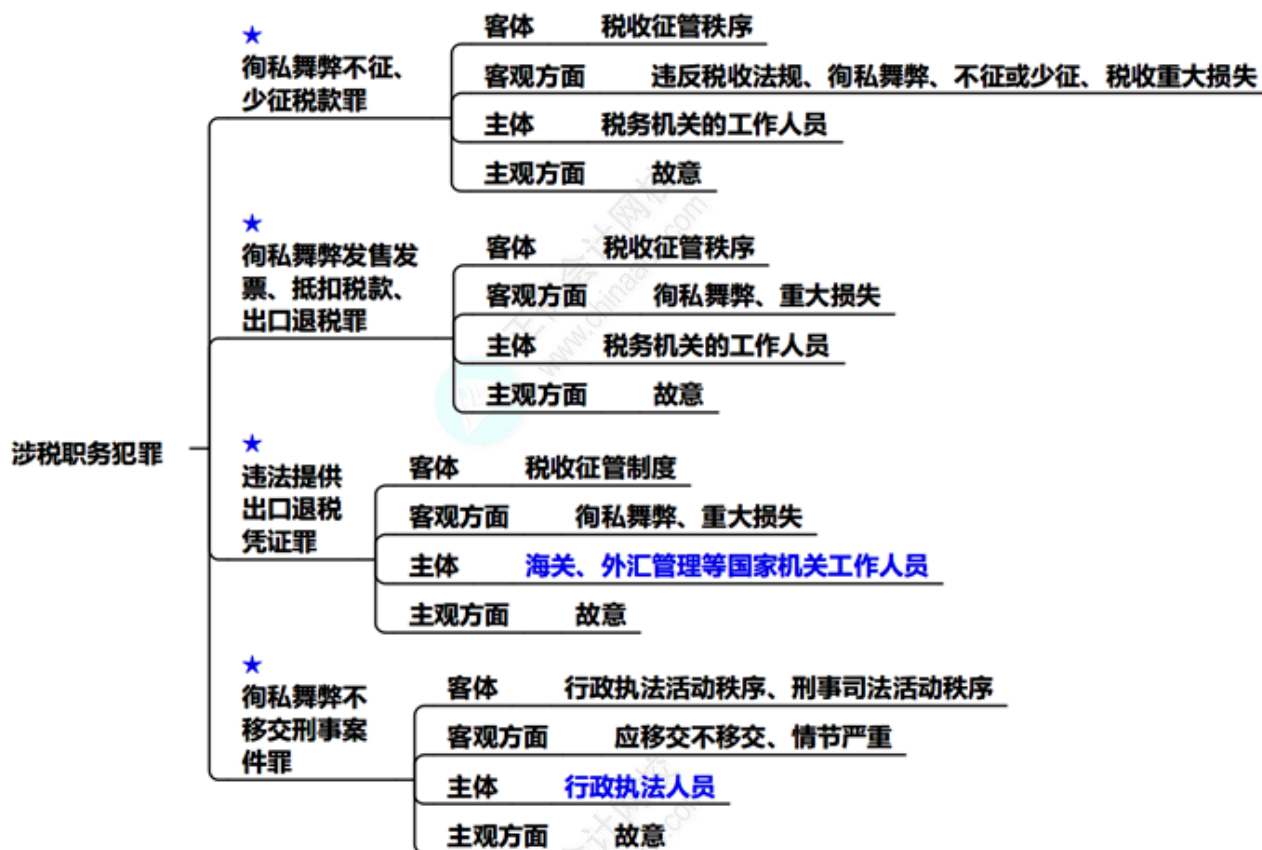 ★
徇私舞弊不征、
少征税款罪
客体 税收征管秩序
客观方面 违反税收法规、徇私舞弊、不征或少征、税收重大损失
主体 税务机关的工作人员
主观方面 故意
★
徇私舞弊发售发
票、抵扣税款、
出口退税罪
客体 税收征管秩序
客观方面 徇私舞弊、重大损失
主体 税务机关的工作人员
主观方面 故意
涉税职务犯罪
★
违法提供
出口退税
凭证罪
客体 税收征管制度
客观方面 徇私舞弊、重大损失
主体 海关、外汇管理等国家机关工作人员
主观方面 故意
★
徇私舞弊不
移交刑事案
件罪
客体 行政执法活动秩序、刑事司法活动秩序
客观方面 应移交不移交、情节严重
主体 行政执法人员
主观方面 故意